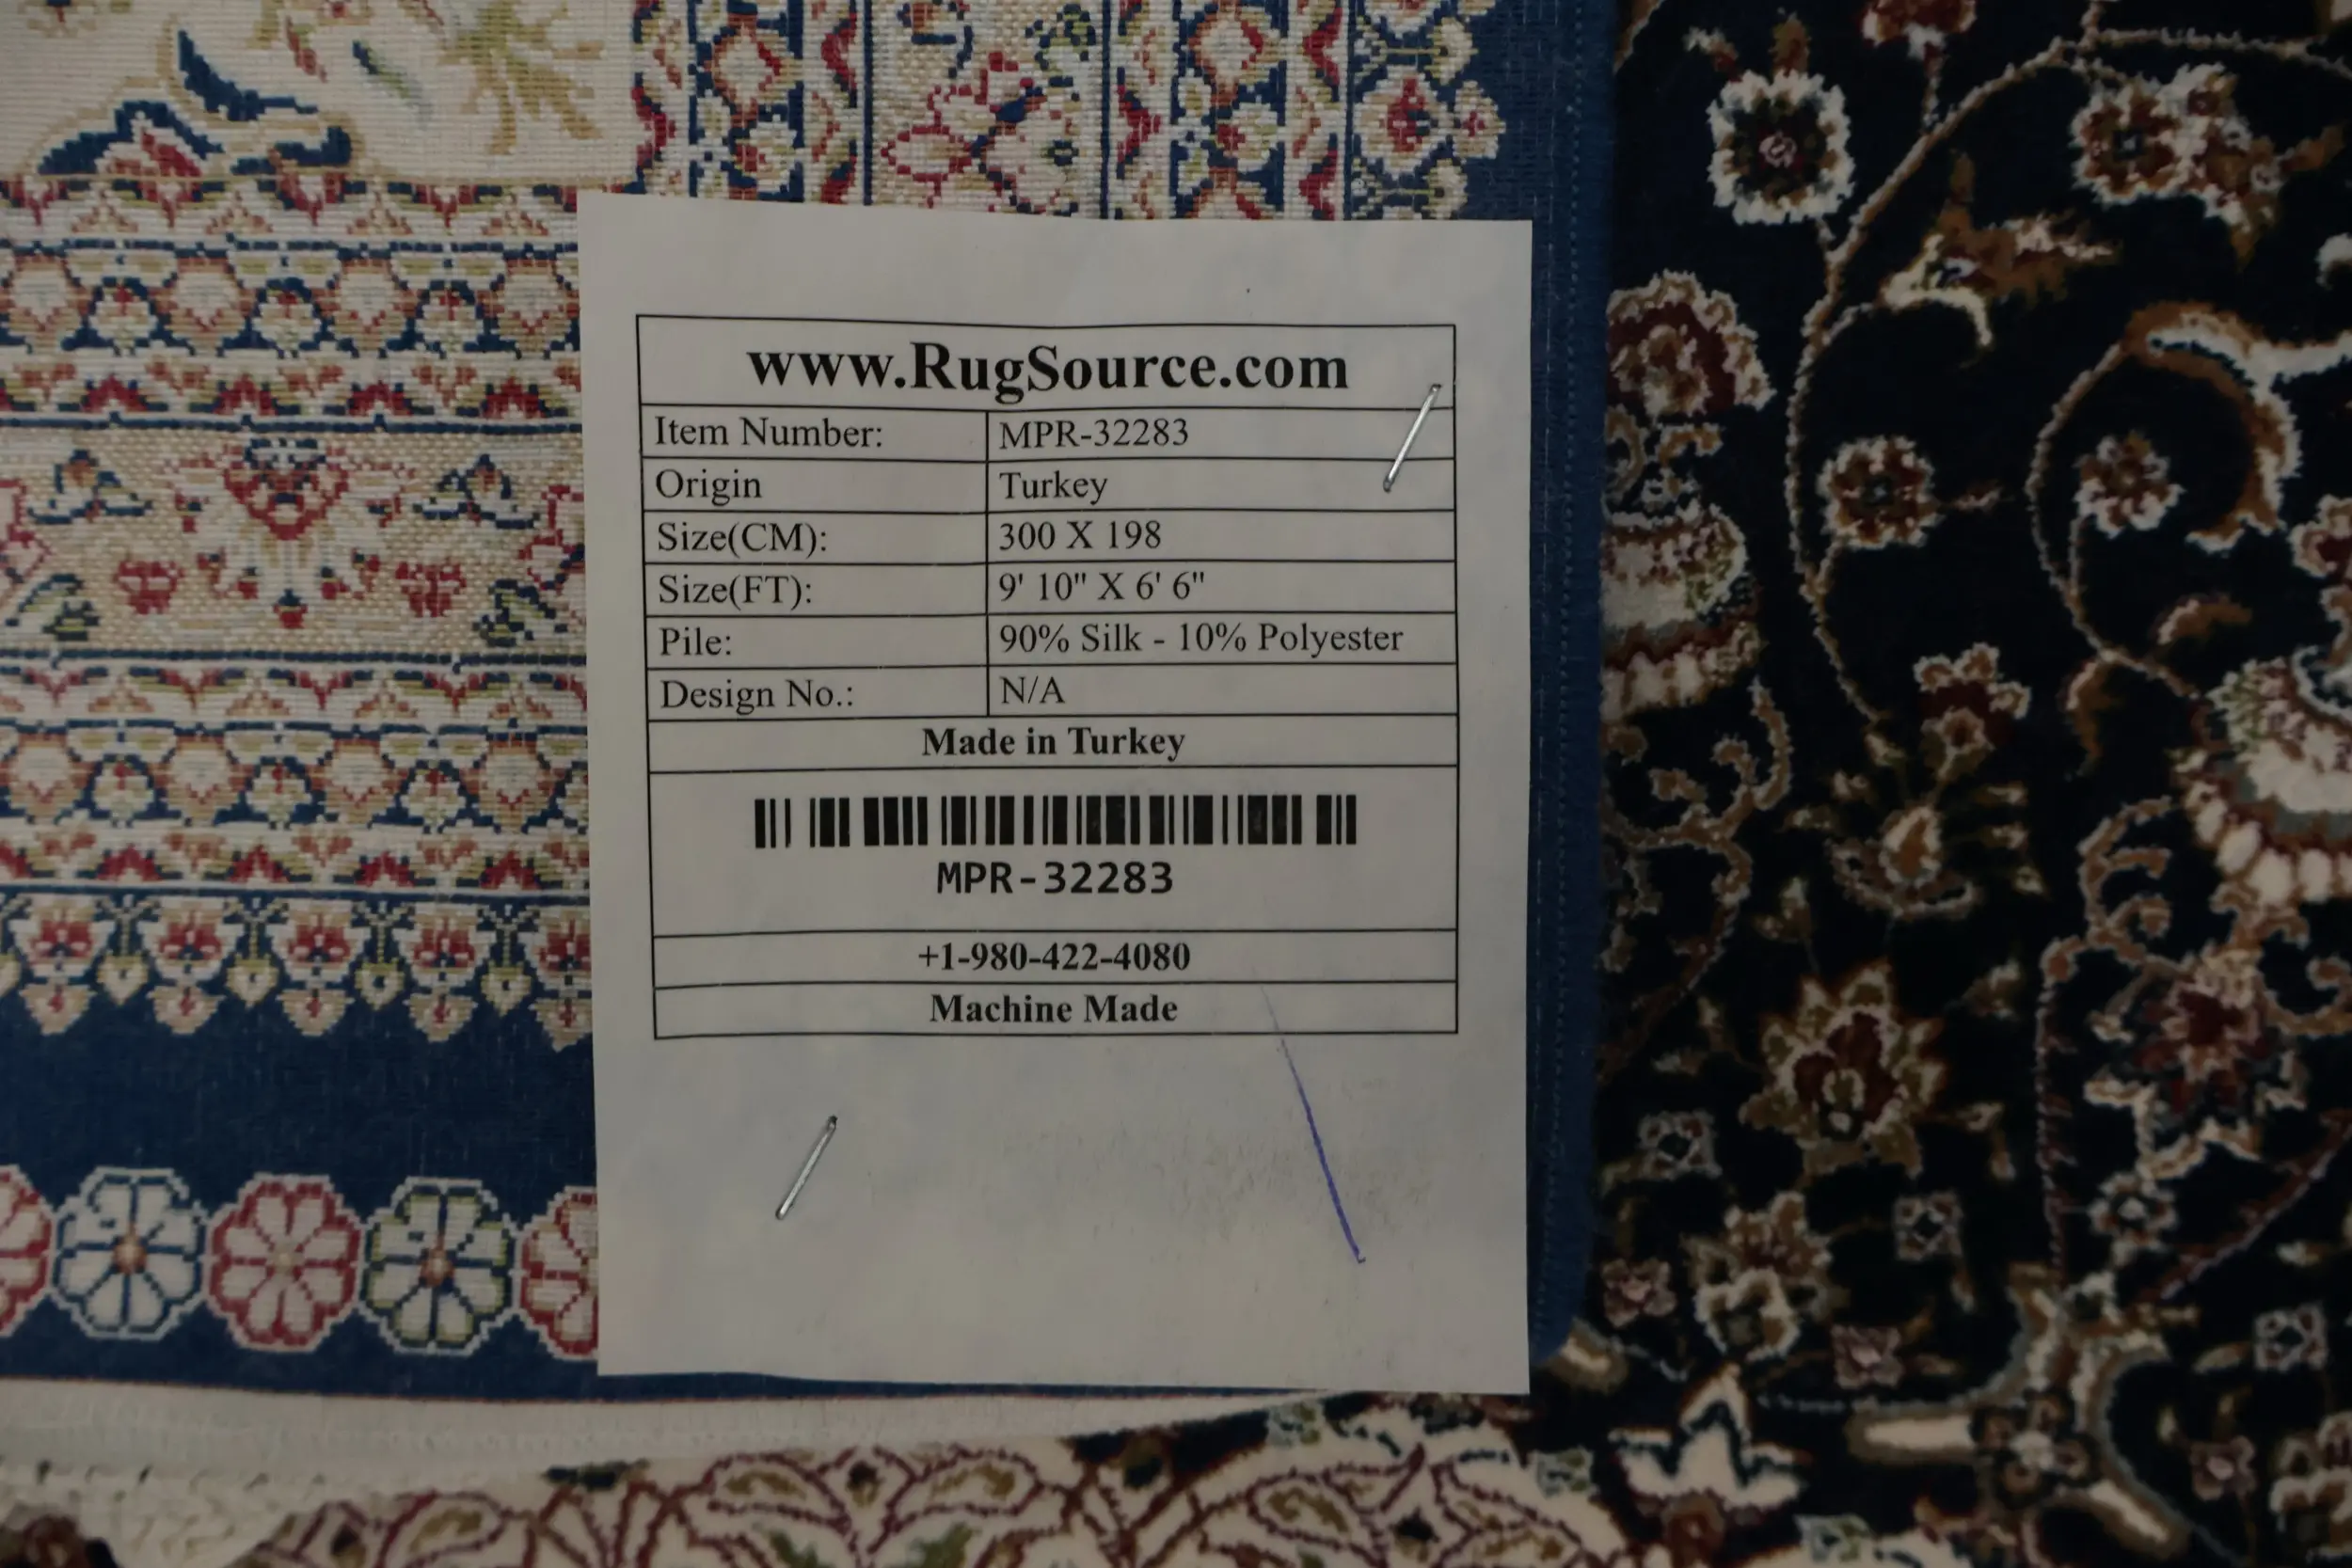 www.RugSource.com
Item Number: MPR-32283
Origin Turkey
Size(CM): 300 X 198
Size(FT): 9' 10" X 6' 6"
Pile: 90% Silk - 10% Polyester
Design No.: N/A
Made in Turkey
MPR-32283
+1-980-422-4080
Machine Made